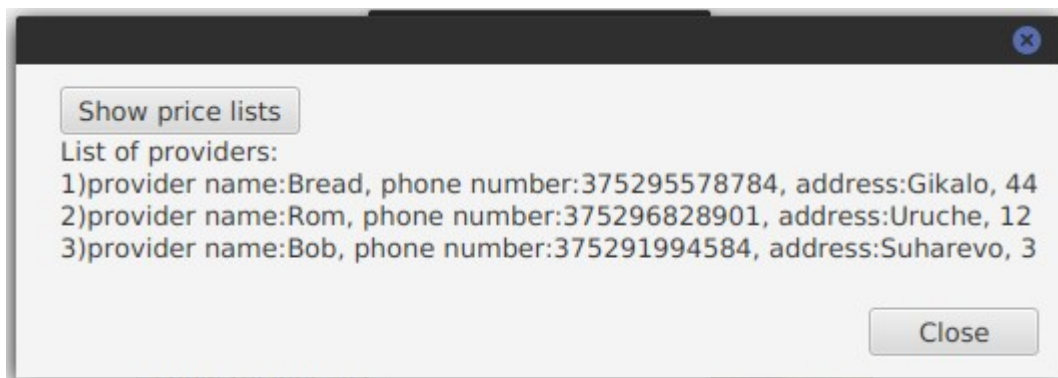 Show price lists
List of providers:
1)provider name:Bread, phone number:375295578784, address:Gikalo, 44
2)provider name:Rom, phone number:375296828901, address:Uruche, 12
3)provider name:Bob, phone number:375291994584, address:Suharevo, 3
Close